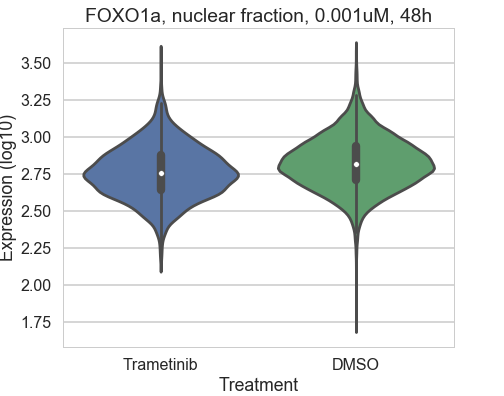 FOXO1a, nuclear fraction, 0.001uM, 48h
Expression (log10)
3.50
3.25
3.00
2.75
2.50
2.25
2.00
1.75
Trametinib
DMSO
Treatment